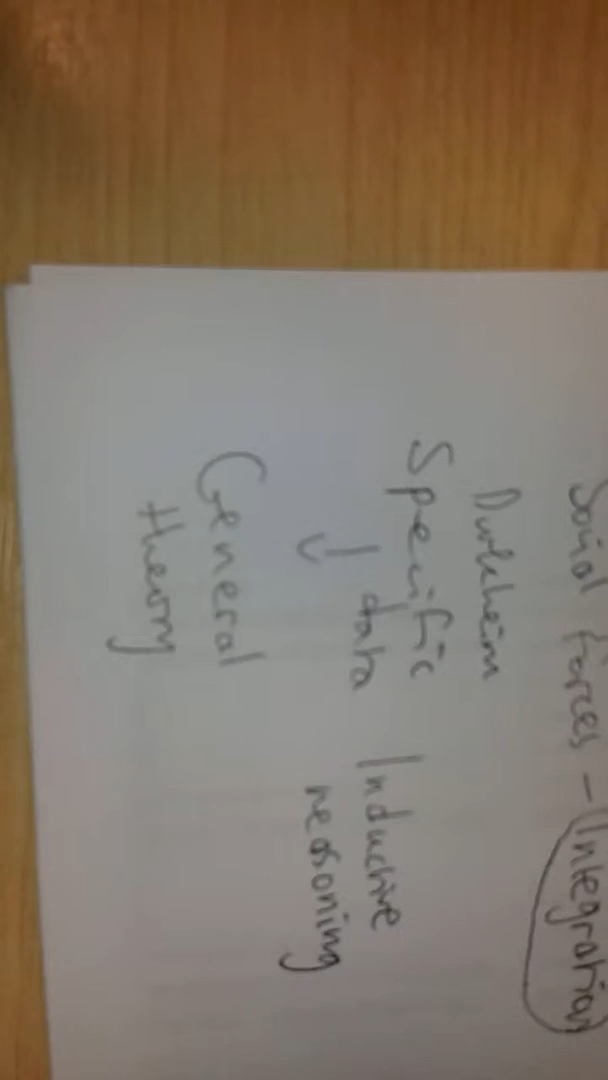 Social forces - Integration
Durkheim
Specific
data
Inductive
reasoning
↓
General
theory